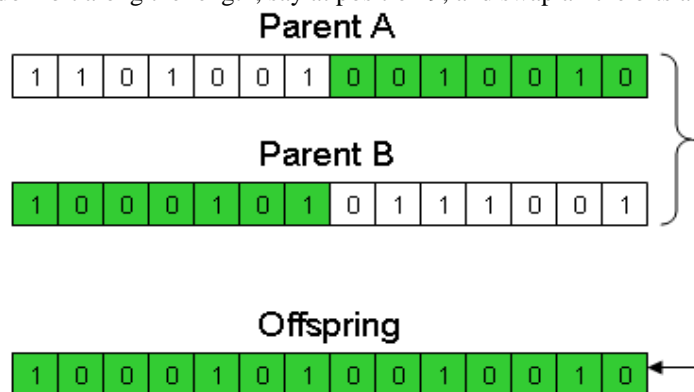 Parent A
1 1 0 1 0 0 1 0 0 1 0 0 1 0
Parent B
1 0 0 0 1 0 1 0 1 1 1 0 0 1
Offspring
1 0 0 0 1 0 1 0 0 1 0 0 1 0